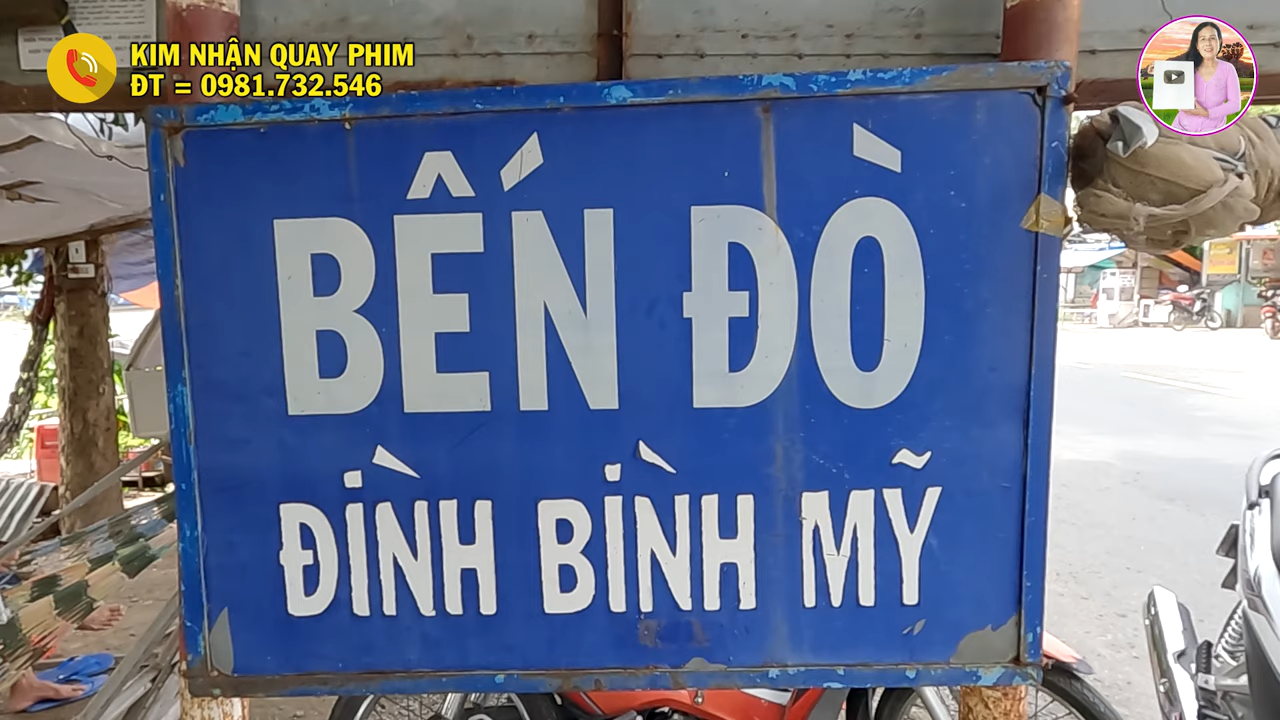 KIM NHẬN QUAY PHIM
ĐT = 0981.732.546
BẾN ĐÒ
ĐÌNH BÌNH MỸ